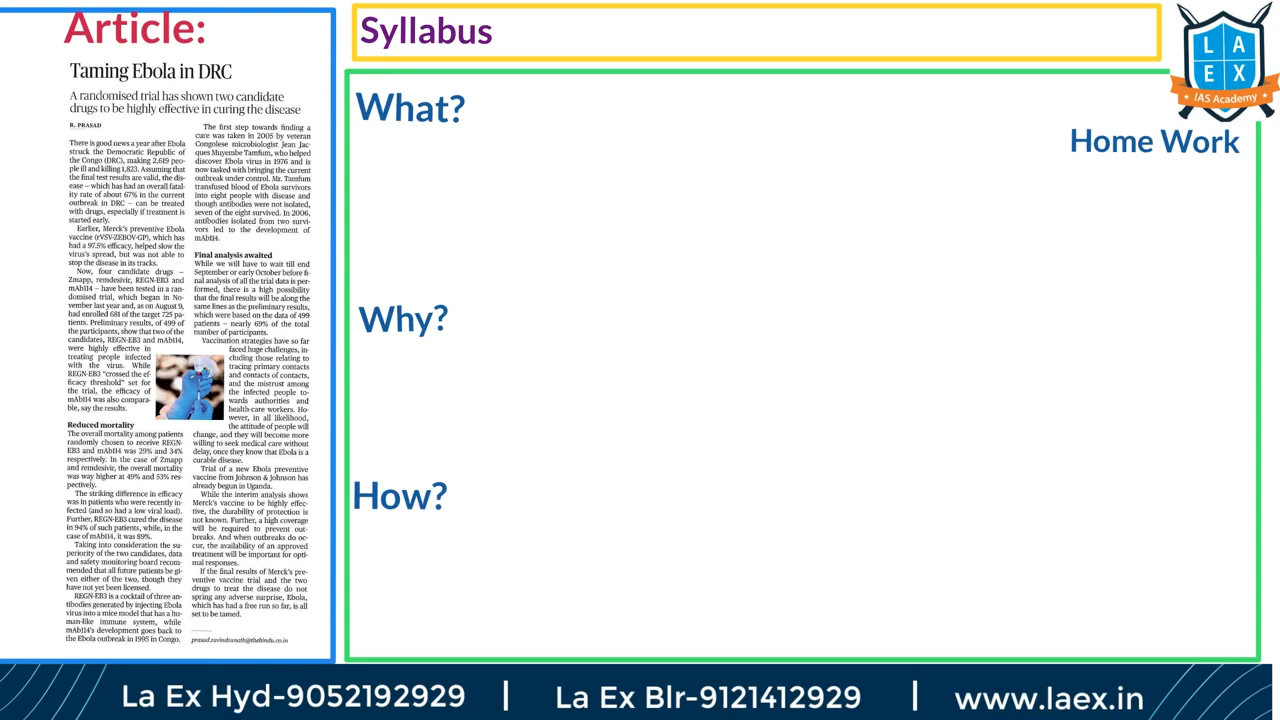 Article:
Taming Ebola in DRC
A randomised trial has shown two candidate
drugs to be highly effective in curing the disease
R. PRASAD
There is good news a year after Ebola
struck the Democratic Republic of
the Congo (DRC), making 2,619 peo-
ple ill and killing 1,823. Assuming that
the final test results are valid, the dis-
ease – which has had an overall fatal-
ity rate of about 67% in the current
outbreak in DRC – can be treated
with drugs, especially if treatment is
started early.
Earlier, Merck's preventive Ebola
vaccine (rVSV-ZEBOV-GP), which has
had a 97.5% efficacy, helped slow the
virus's spread, but was not able to
stop the disease in its tracks.
Now, four candidate drugs –
Zmapp, remdesivir, REGN-EB3 and
mAb114 – have been tested in a ran-
domised trial, which began in No-
vember last year and, as on August 9,
had enrolled 681 of the target 725 pa-
tients. Preliminary results, of 499 of
the participants, show that two of the
candidates, REGN-EB3 and mAb114,
were highly effective in
treating people infected
with the virus. While
REGN-EB3 "crossed the ef-
ficacy threshold" set for
the trial, the efficacy of
mAb114 was also compara-
ble, say the results.
Reduced mortality
The overall mortality among patients
randomly chosen to receive REGN-
EB3 and mAb114 was 29% and 34%
respectively. In the case of Zmapp
and remdesivir, the overall mortality
was way higher at 49% and 53% res-
pectively.
The striking difference in efficacy
was in patients who were recently in-
fected (and so had a low viral load).
Further, REGN-EB3 cured the disease
in 94% of such patients, while, in the
case of mAb114, it was 89%.
Taking into consideration the su-
periority of the two candidates, data
and safety monitoring board recom-
mended that all future patients be gi-
ven either of the two, though they
have not yet been licensed.
REGN-EB3 is a cocktail of three an-
tibodies generated by injecting Ebola
virus into a mice model that has a hu-
man-like immune system, while
mAb114's development goes back to
the Ebola outbreak in 1995 in Congo.
The first step towards finding a
cure was taken in 2005 by veteran
Congolese microbiologist Jean Jac-
ques Muyembe Tamfum, who helped
discover Ebola virus in 1976 and is
now tasked with bringing the current
outbreak under control. Mr. Tamfum
transfused blood of Ebola survivors
into eight people with disease and
though antibodies were not isolated,
seven of the eight survived. In 2006,
antibodies isolated from two survi-
vors led to the development of
mAb114.
Final analysis awaited
While we will have to wait till end
September or early October before fi-
nal analysis of all the trial data is per-
formed, there is a high possibility
that the final results will be along the
same lines as the preliminary results,
which were based on the data of 499
patients – nearly 69% of the total
number of participants.
Vaccination strategies have so far
faced huge challenges, in-
cluding those relating to
tracing primary contacts
and contacts of contacts,
and the mistrust among
the infected people to-
wards authorities and
health-care workers. Ho-
wever, in all likelihood,
the attitude of people will
change, and they will become more
willing to seek medical care without
delay, once they know that Ebola is a
curable disease.
Trial of a new Ebola preventive
vaccine from Johnson & Johnson has
already begun in Uganda.
While the interim analysis shows
Merck's vaccine to be highly effec-
tive, the durability of protection is
not known. Further, a high coverage
will be required to prevent out-
breaks. And when outbreaks do oc-
cur, the availability of an approved
treatment will be important for opti-
mal responses.
If the final results of Merck's pre-
ventive vaccine trial and the two
drugs to treat the disease do not
spring any adverse surprise, Ebola,
which has had a free run so far, is all
set to be tamed.
prasad.ravindranath@thehindu.co.in
Syllabus
What?
Home Work
Why?
How?
L A
E X
IAS Academy
La Ex Hyd-9052192929 | La Ex Blr-9121412929 | www.laex.in